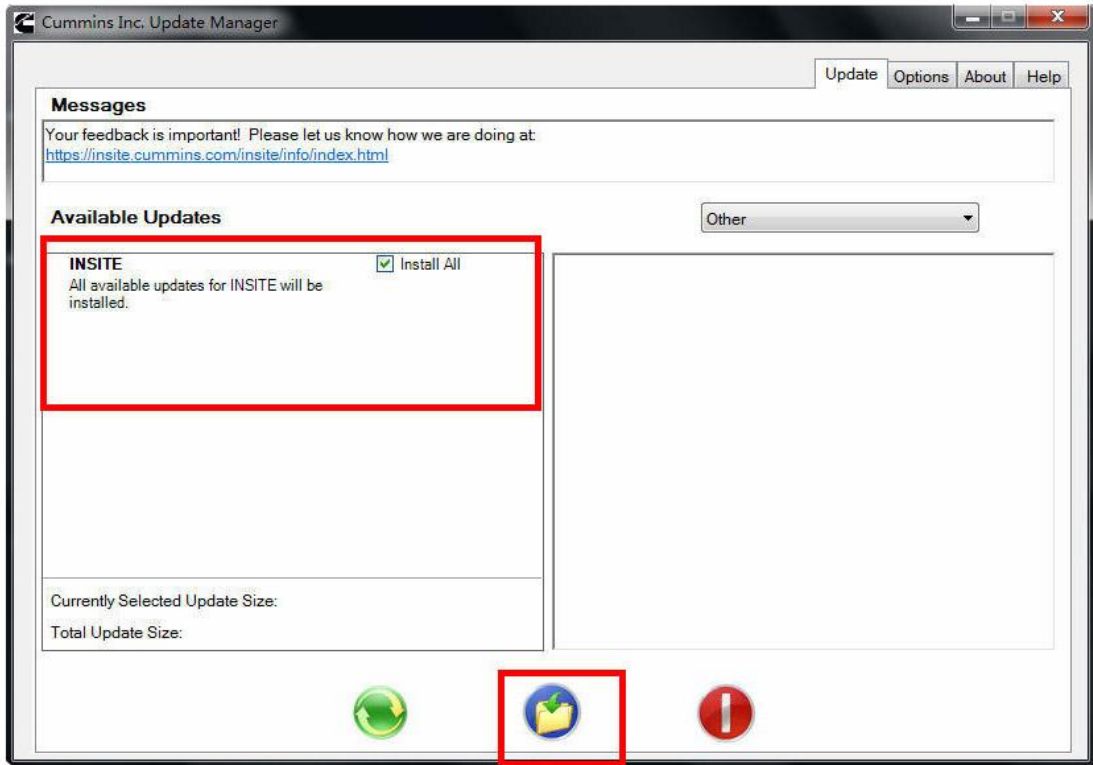 Cummins Inc. Update Manager
Update Options About Help
Messages
Your feedback is important! Please let us know how we are doing at:
https://insite.cummins.com/insite/info/index.html
Available Updates
Other
INSITE
Install All
All available updates for INSITE will be
installed.
Currently Selected Update Size:
Total Update Size: